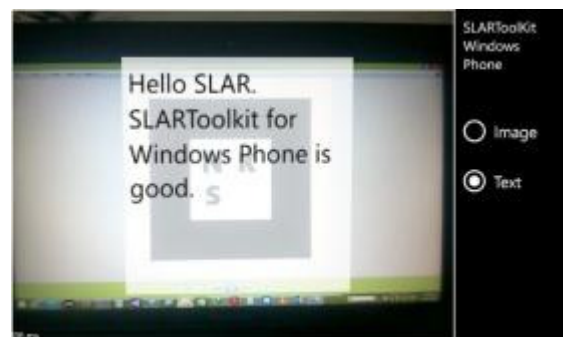 Hello SLAR.
SLARToolkit for
Windows Phone is
good.
N R
S
SLARToolKit
Windows
Phone
Image
Text